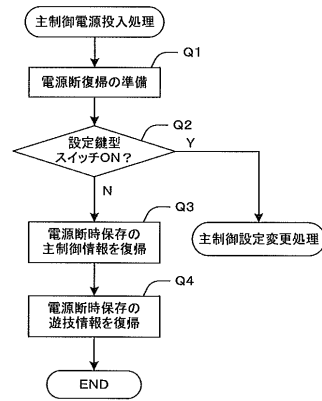 主制御電源投入処理
Q1
電源断復帰の準備
Q2
設定鍵型
スイッチON?
Y
N
Q3
電源断時保存の
主制御情報を復帰
主制御設定変更処理
Q4
電源断時保存の
遊技情報を復帰
END